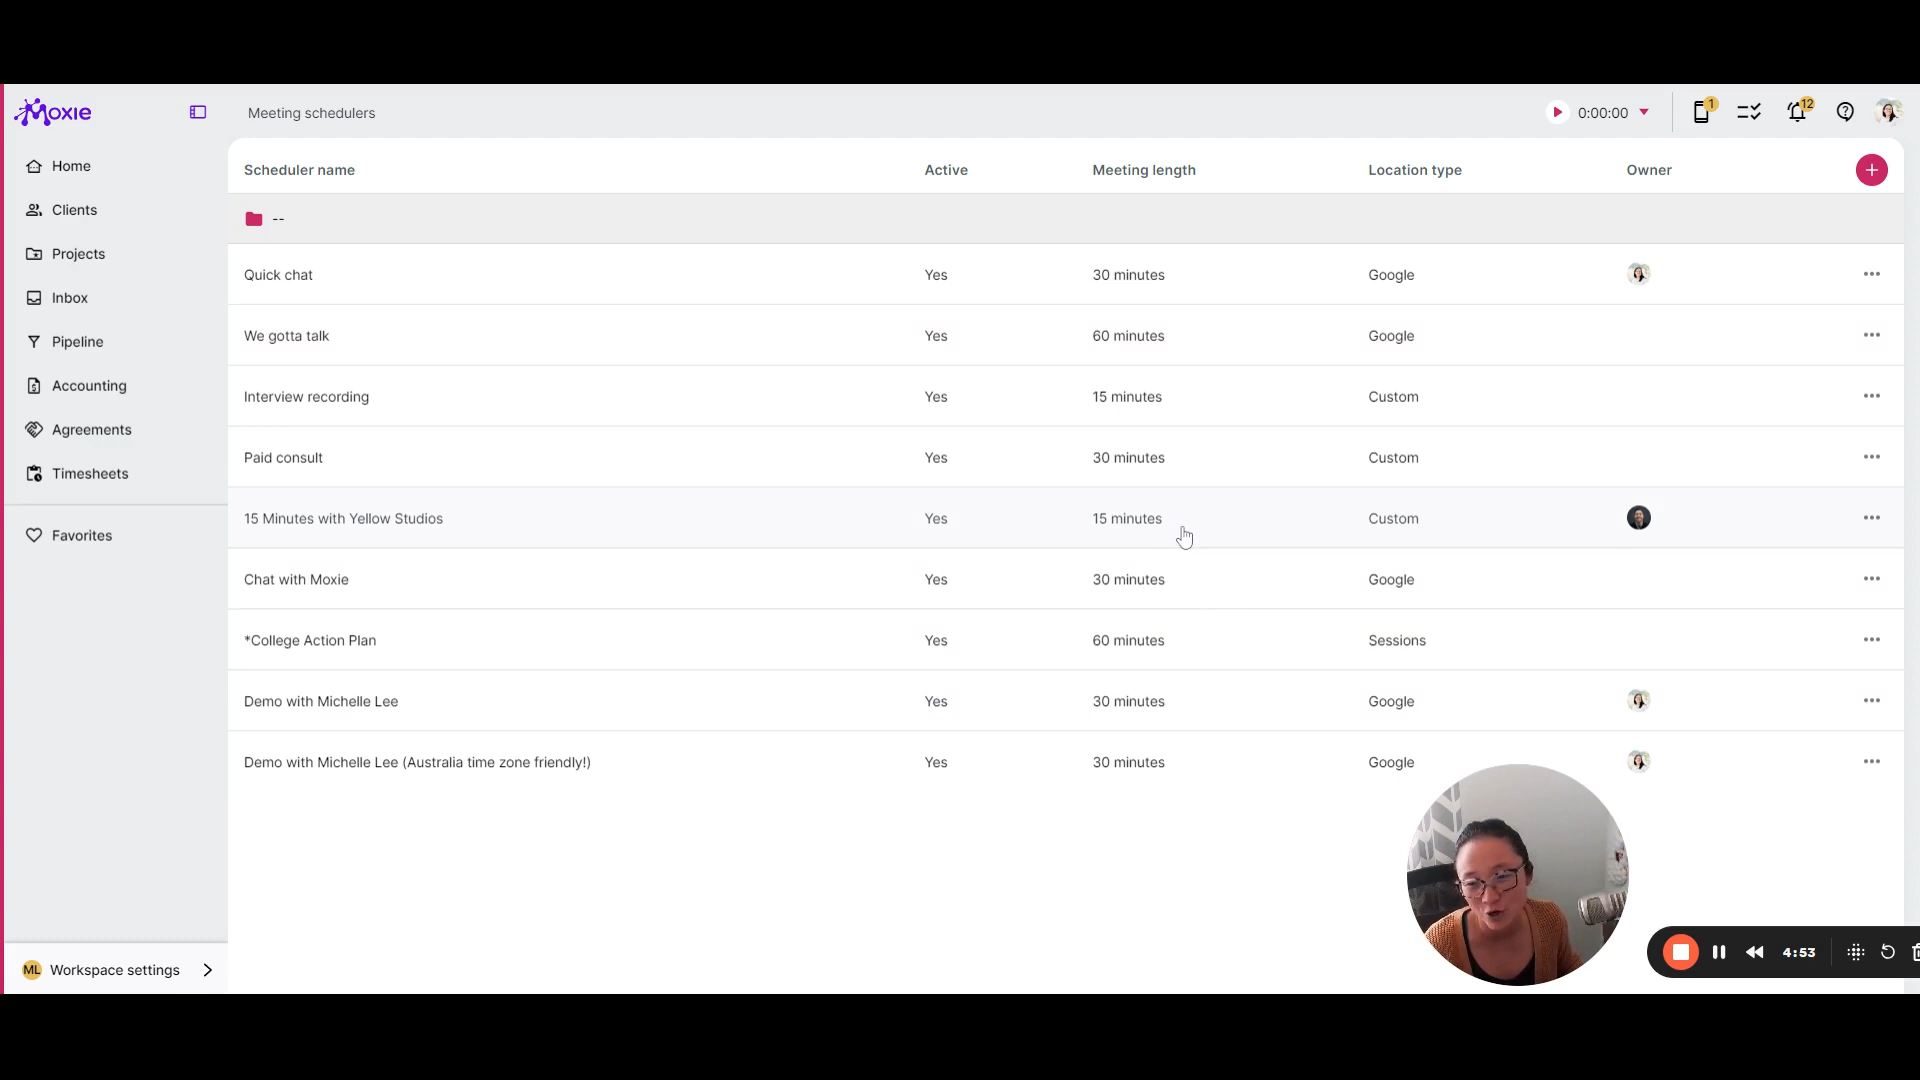 Moxie
Meeting schedulers
0:00:00
1
12
Home
Clients
Projects
Inbox
Pipeline
Accounting
Agreements
Timesheets
Favorites
ML Workspace settings
Scheduler name Active Meeting length Location type Owner
--
Quick chat Yes 30 minutes Google
We gotta talk Yes 60 minutes Google
Interview recording Yes 15 minutes Custom
Paid consult Yes 30 minutes Custom
15 Minutes with Yellow Studios Yes 15 minutes Custom
Chat with Moxie Yes 30 minutes Google
*College Action Plan Yes 60 minutes Sessions
Demo with Michelle Lee Yes 30 minutes Google
Demo with Michelle Lee (Australia time zone friendly!) Yes 30 minutes Google
4:53